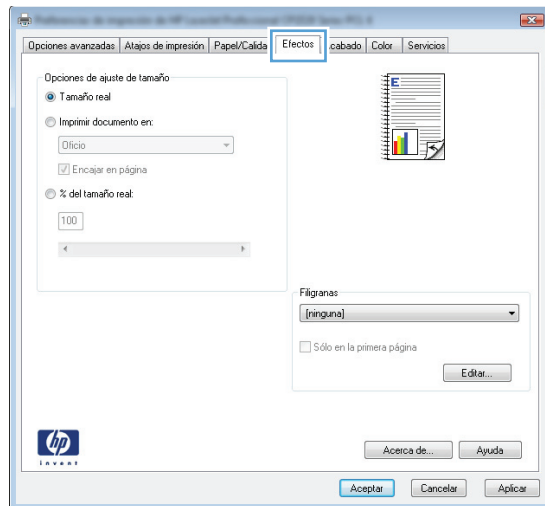 Opciones avanzadas Atajos de impresión Papel/Calida Efectos cabado Color Servicios
Opciones de ajuste de tamaño
Tamaño real
Imprimir documento en:
Oficio
Encajar en página
% del tamaño real:
100
E
Filigranas
[ninguna]
Sólo en la primera página
Editar...
hp
invent
Acerca de... Ayuda
Aceptar Cancelar Aplicar